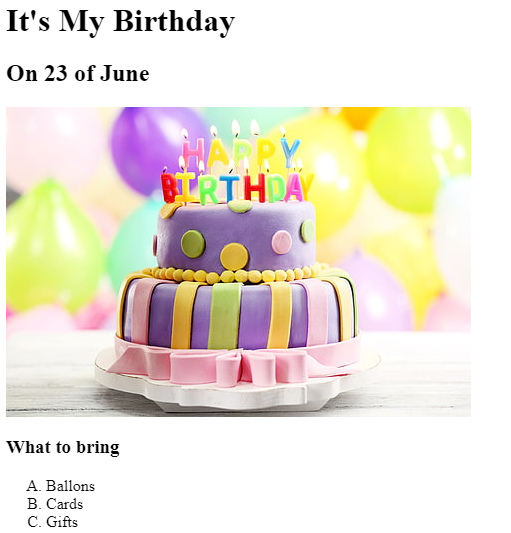 It's My Birthday
On 23 of June
HAPPY
BIRTHDAY
What to bring
A. Ballons
B. Cards
C. Gifts